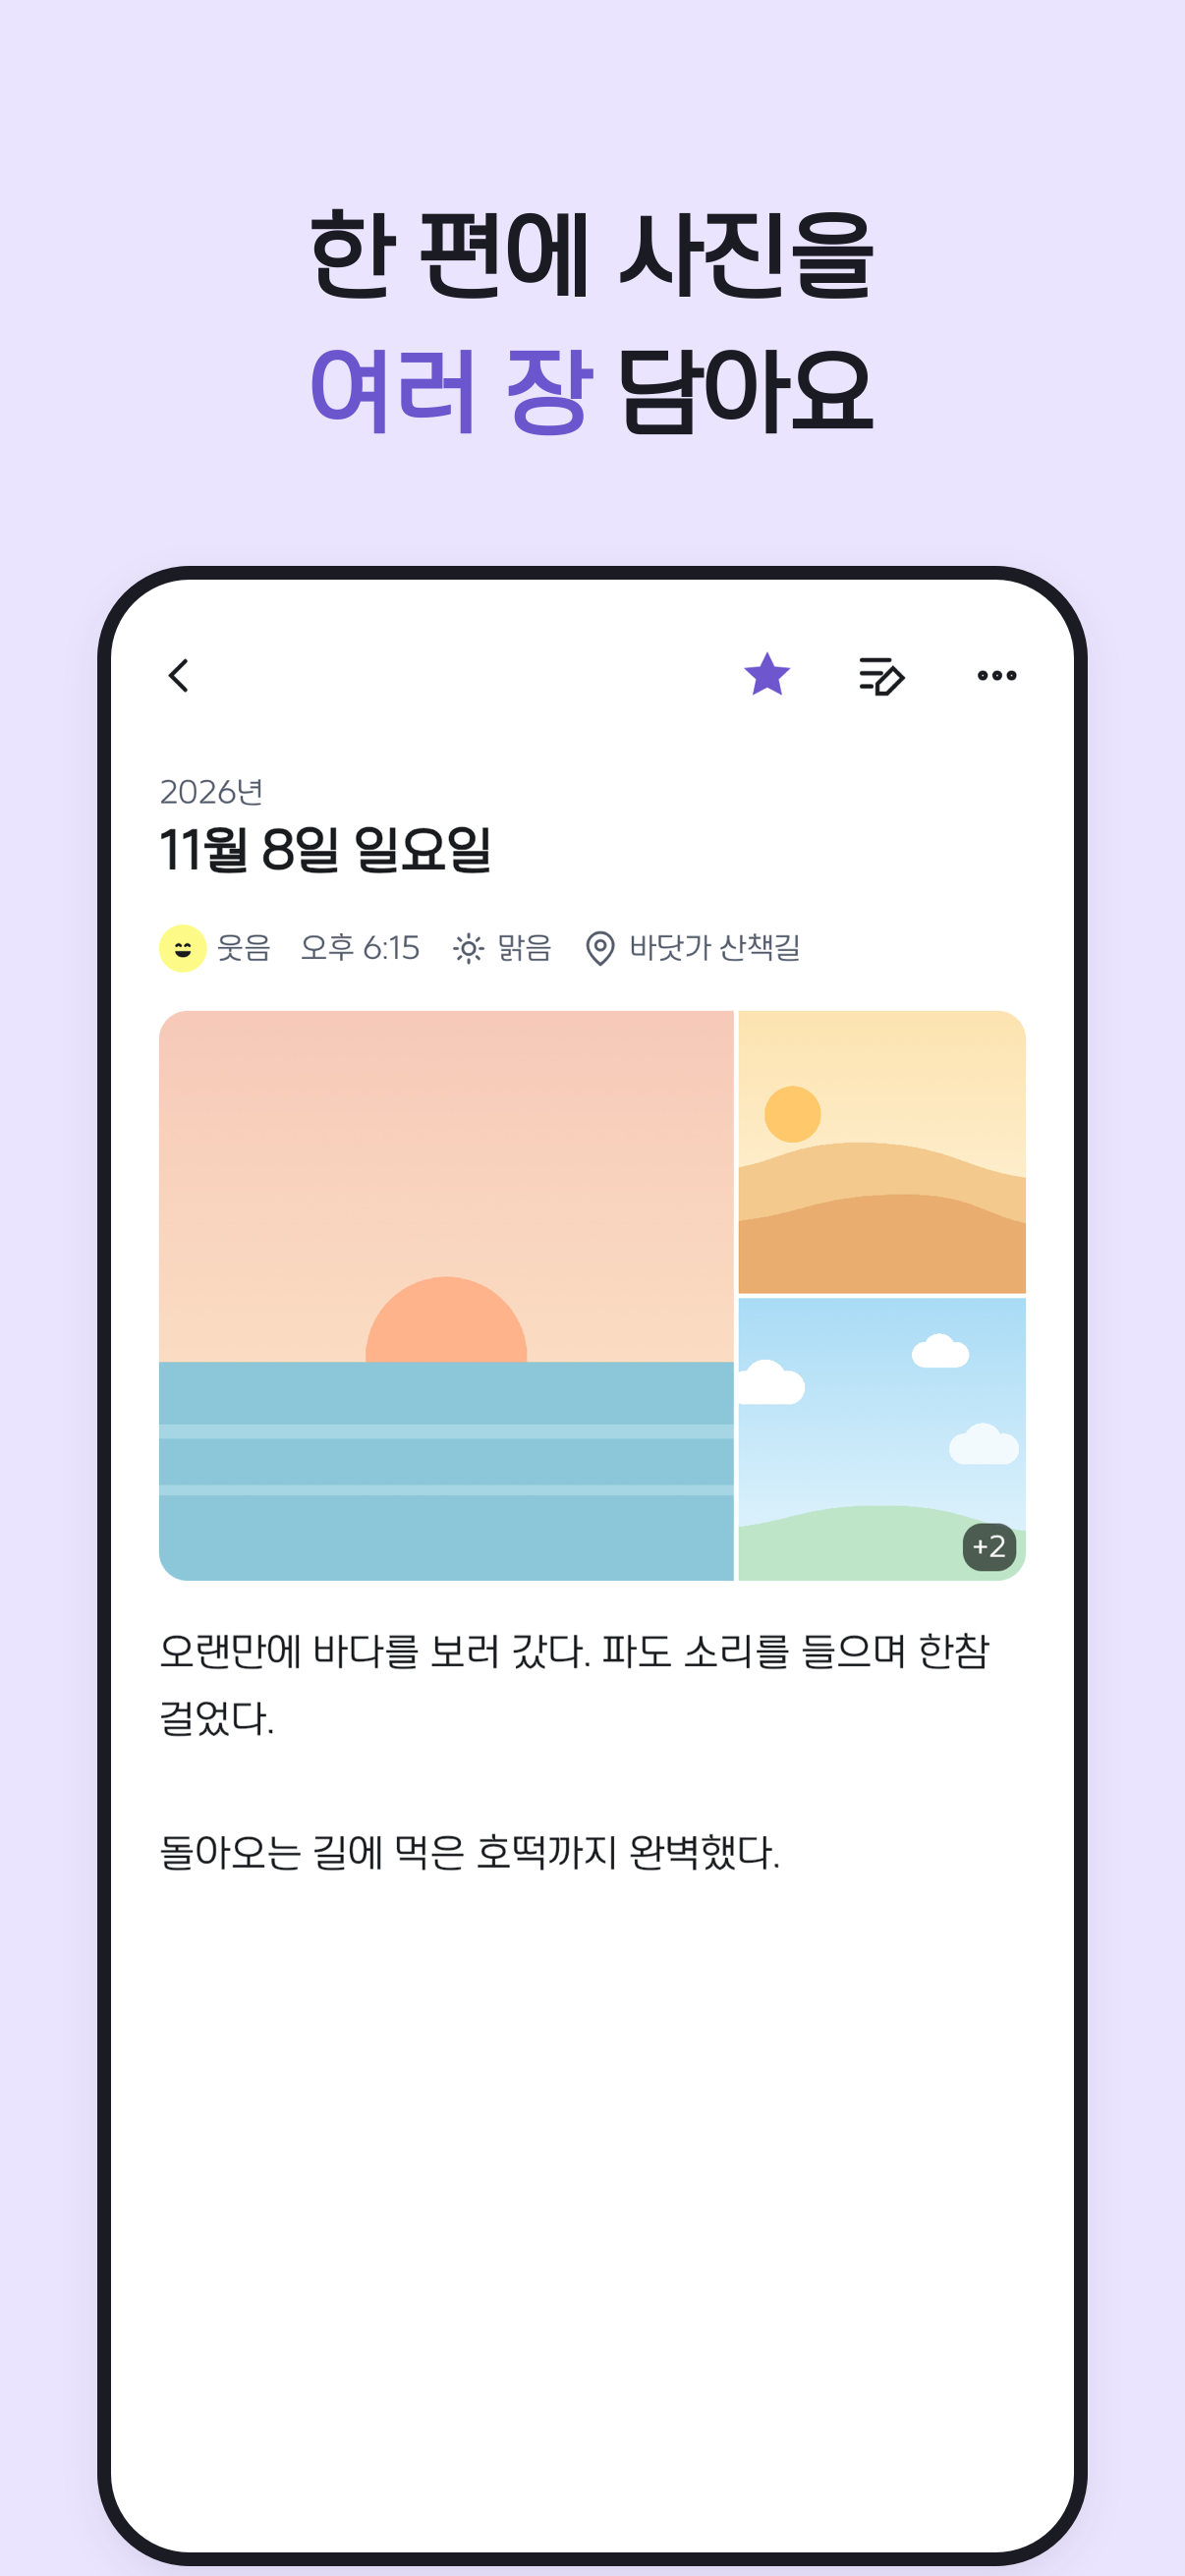 한 편에 사진을
여러 장 담아요
2026년
11월 8일 일요일
웃음 오후 6:15 맑음 바닷가 산책길
+2
오랜만에 바다를 보러 갔다. 파도 소리를 들으며 한참
걸었다.
돌아오는 길에 먹은 호떡까지 완벽했다.